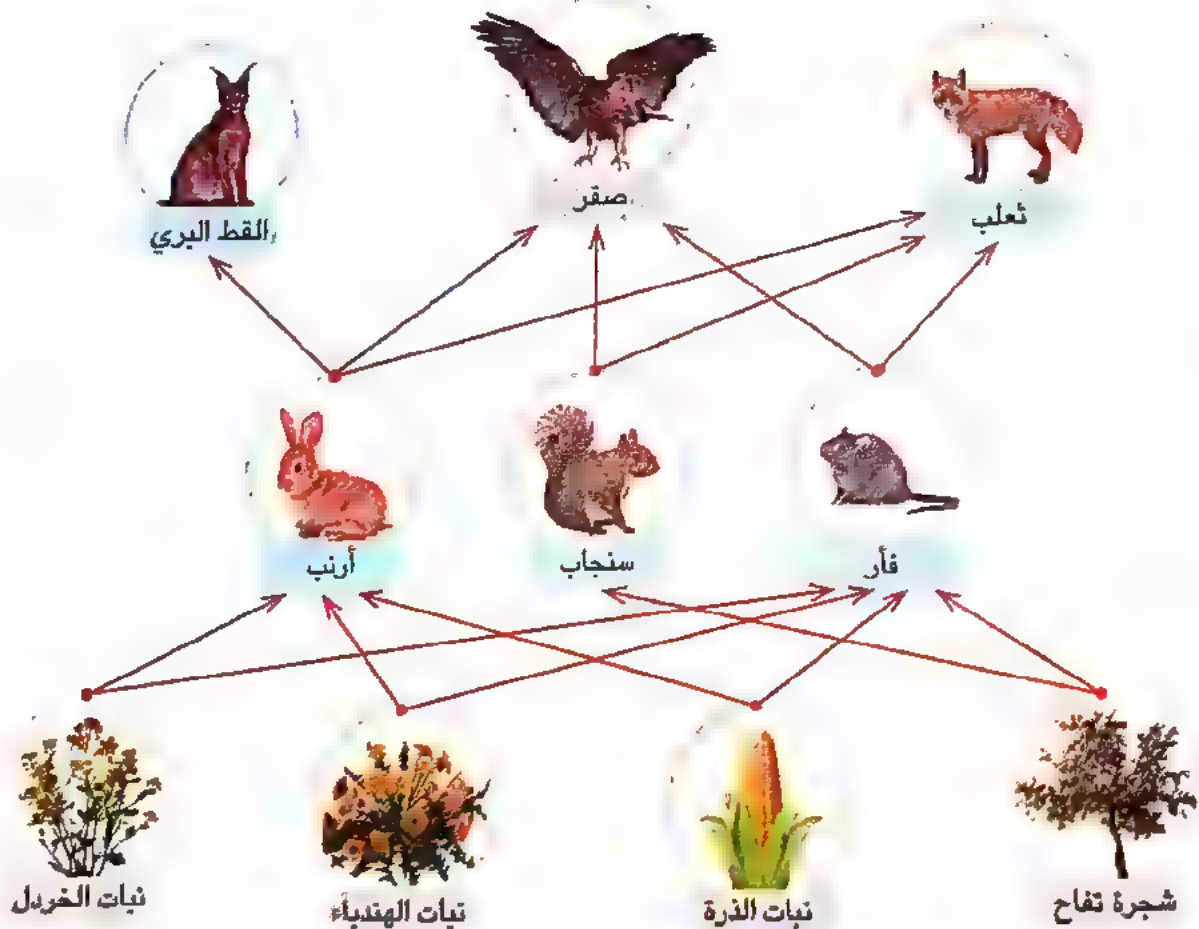 ثعلب
صقر
القط البري
فأر
سنجاب
أرنب
شجرة تفاح
نبات الذرة
نبات الهندباء
نبات الخردل